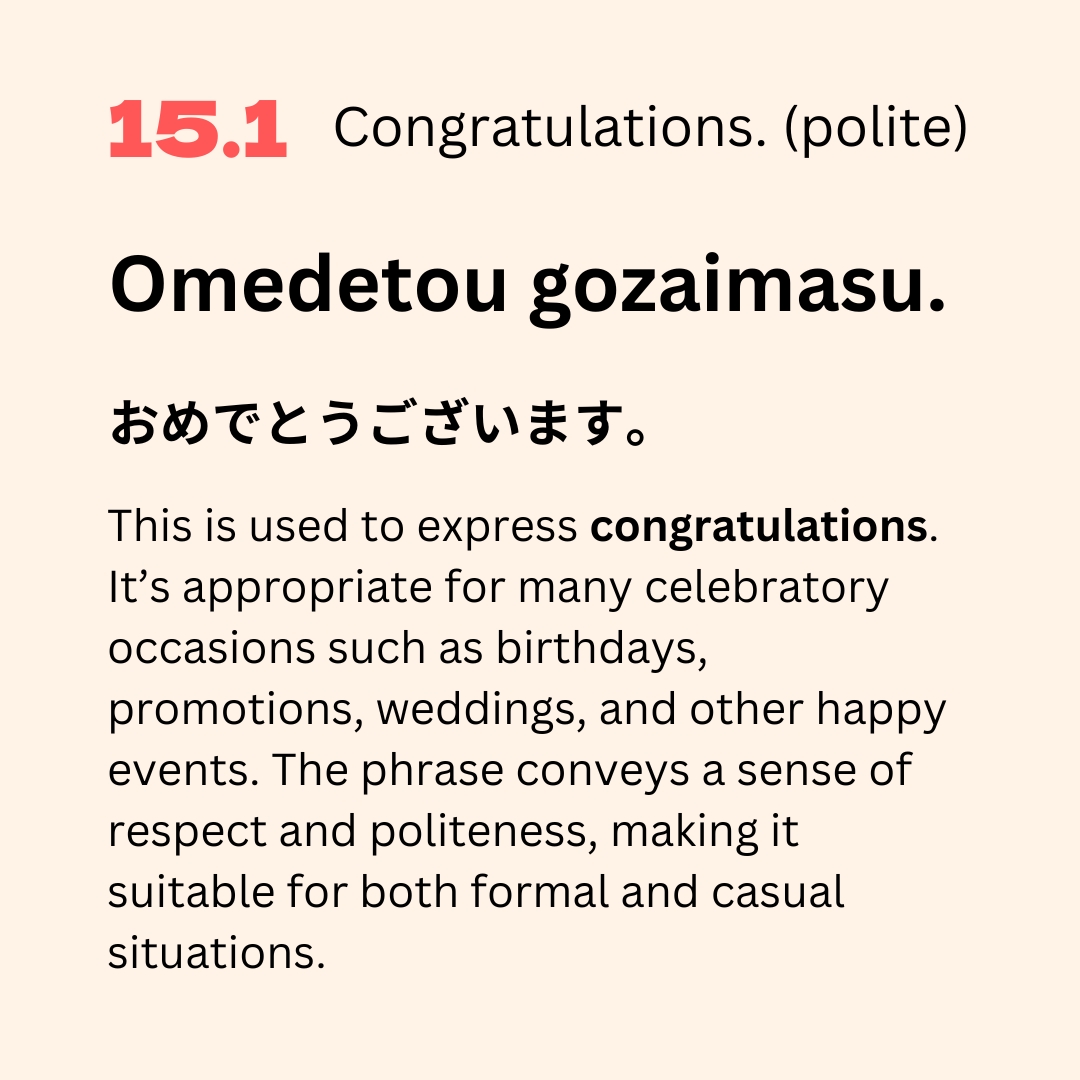 15.1 Congratulations. (polite)
Omedetou gozaimasu.
おめでとうございます。
This is used to express congratulations.
It’s appropriate for many celebratory
occasions such as birthdays,
promotions, weddings, and other happy
events. The phrase conveys a sense of
respect and politeness, making it
suitable for both formal and casual
situations.